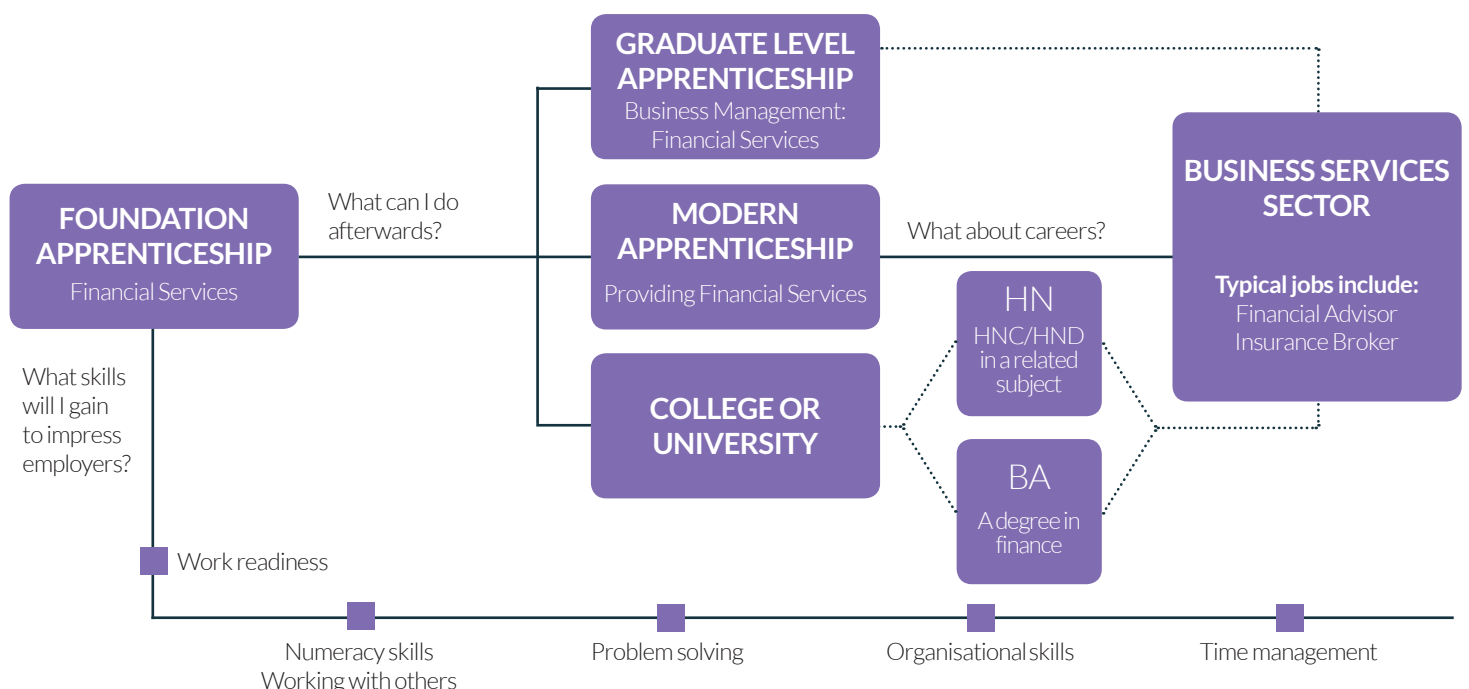 FOUNDATION
APPRENTICESHIP
Financial Services
What can I do
afterwards?
GRADUATE LEVEL
APPRENTICESHIP
Business Management:
Financial Services
MODERN
APPRENTICESHIP
Providing Financial Services
COLLEGE OR
UNIVERSITY
What about careers?
HN
HNC/HND
in a related
subject
BA
A degree in
finance
BUSINESS SERVICES
SECTOR
Typical jobs include:
Financial Advisor
Insurance Broker
What skills
will I gain
to impress
employers?
Work readiness
Numeracy skills
Working with others
Problem solving
Organisational skills
Time management